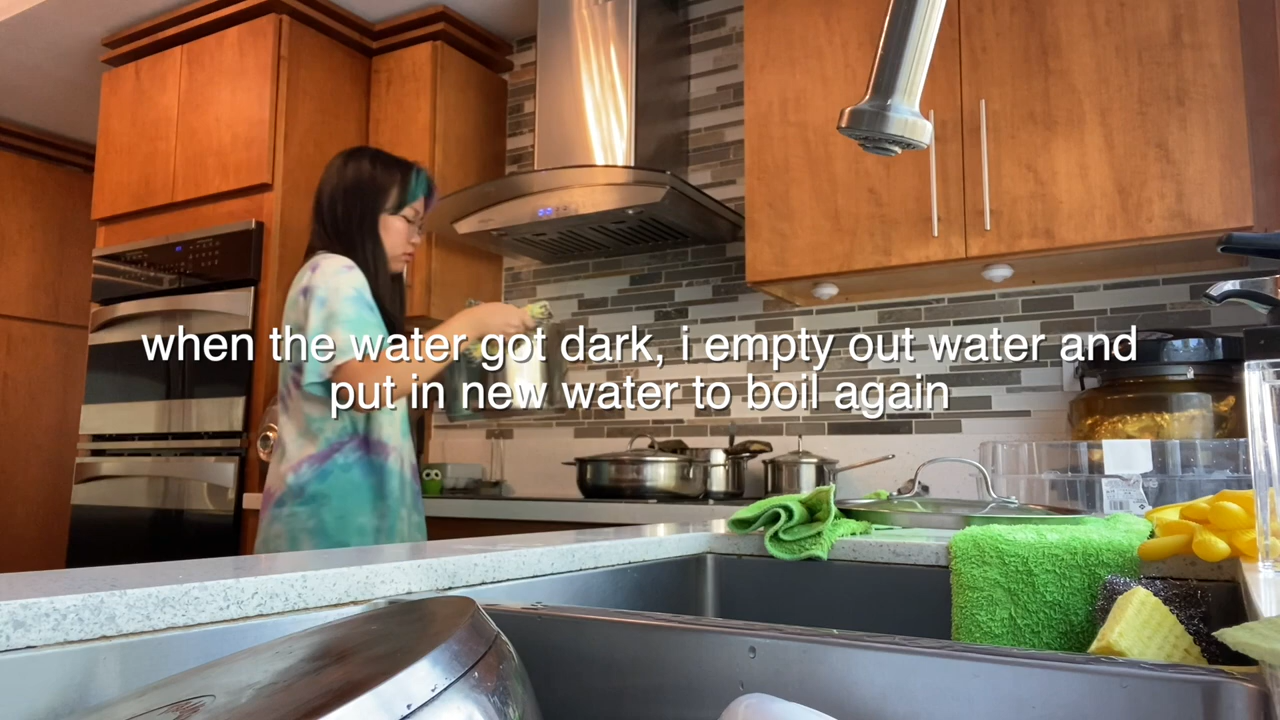 when the water got dark, i empty out water and
put in new water to boil again